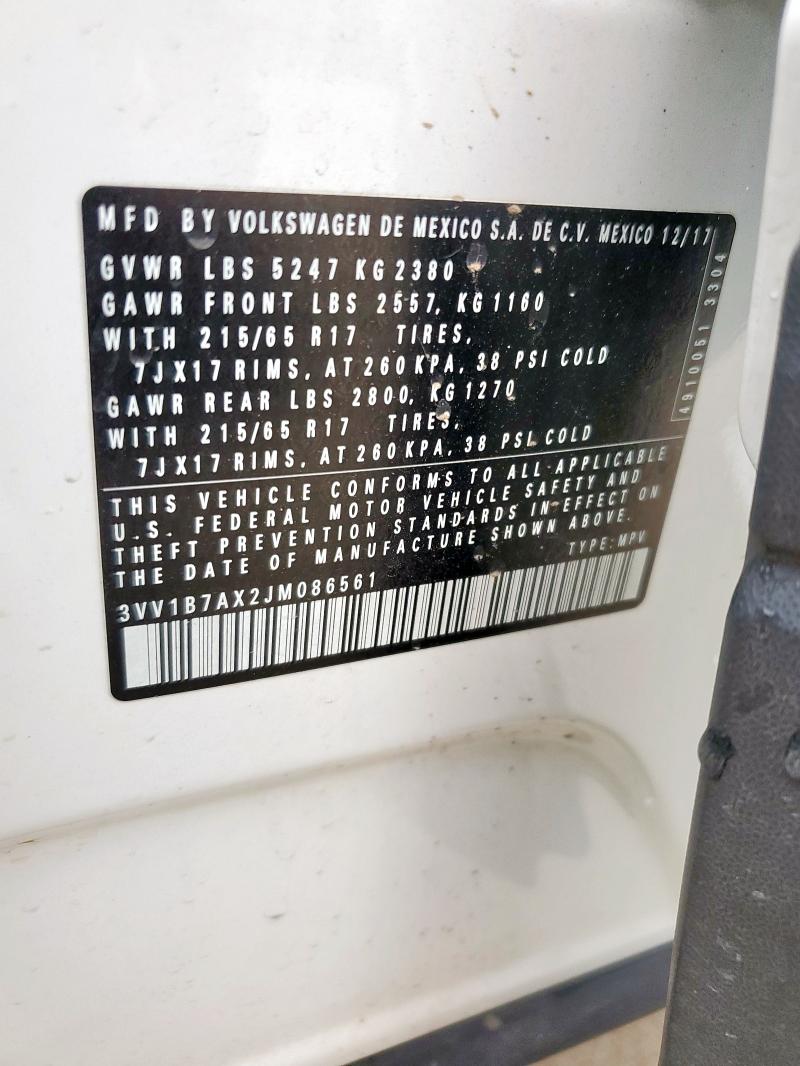 MFD BY VOLKSWAGEN DE MEXICO S.A. DE C.V. MEXICO 12/17
GVWR LBS 5247 KG 2380
GAWR FRONT LBS 2557, KG 1160
WITH 215/65 R17 TIRES,
7JX17 RIMS, AT 260 KPA, 38 PSI COLD
GAWR REAR LBS 2800, KG 1270
WITH 215/65 R17 TIRES,
7JX17 RIMS, AT 260 KPA, 38 PSI COLD
4910051 3304
THIS VEHICLE CONFORMS TO ALL APPLICABLE
U.S. FEDERAL MOTOR VEHICLE SAFETY AND
THEFT PREVENTION STANDARDS IN EFFECT ON
THE DATE OF MANUFACTURE SHOWN ABOVE.
TYPE: MPV
3VV1B7AX2JM086561